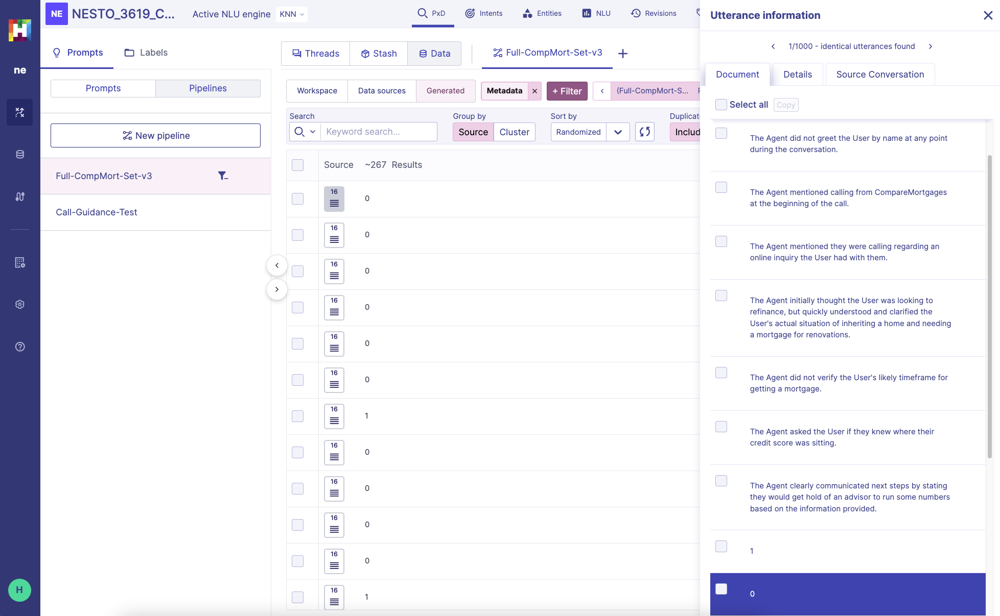 NE
NESTO_3619_C...
Active NLU engine
KNN
PxD
Intents
Entities
NLU
Revisions
ne
H
Prompts
Labels
Prompts
Pipelines
New pipeline
Full-CompMort-Set-v3
Call-Guidance-Test
Threads
Stash
Data
Full-CompMort-Set-v3
Workspace
Data sources
Generated
Metadata
+ Filter
(Full-CompMort-S...
Search
Keyword search...
Group by
Source
Cluster
Sort by
Randomized
Duplicat
Includ
Source ~267 Results
16 0
16 0
16 0
16 0
16 0
16 0
16 1
16 0
16 0
16 0
16 0
16 1
Utterance information
1/1000 - identical utterances found
Document
Details
Source Conversation
Select all
Copy
The Agent did not greet the User by name at any point
during the conversation.
The Agent mentioned calling from CompareMortgages
at the beginning of the call.
The Agent mentioned they were calling regarding an
online inquiry the User had with them.
The Agent initially thought the User was looking to
refinance, but quickly understood and clarified the
User's actual situation of inheriting a home and needing
a mortgage for renovations.
The Agent did not verify the User's likely timeframe for
getting a mortgage.
The Agent asked the User if they knew where their
credit score was sitting.
The Agent clearly communicated next steps by stating
they would get hold of an advisor to run some numbers
based on the information provided.
1
0